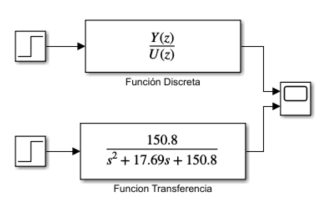 Y(z)
U(z)
Función Discreta
150.8
s² + 17.69s + 150.8
Funcion Transferencia